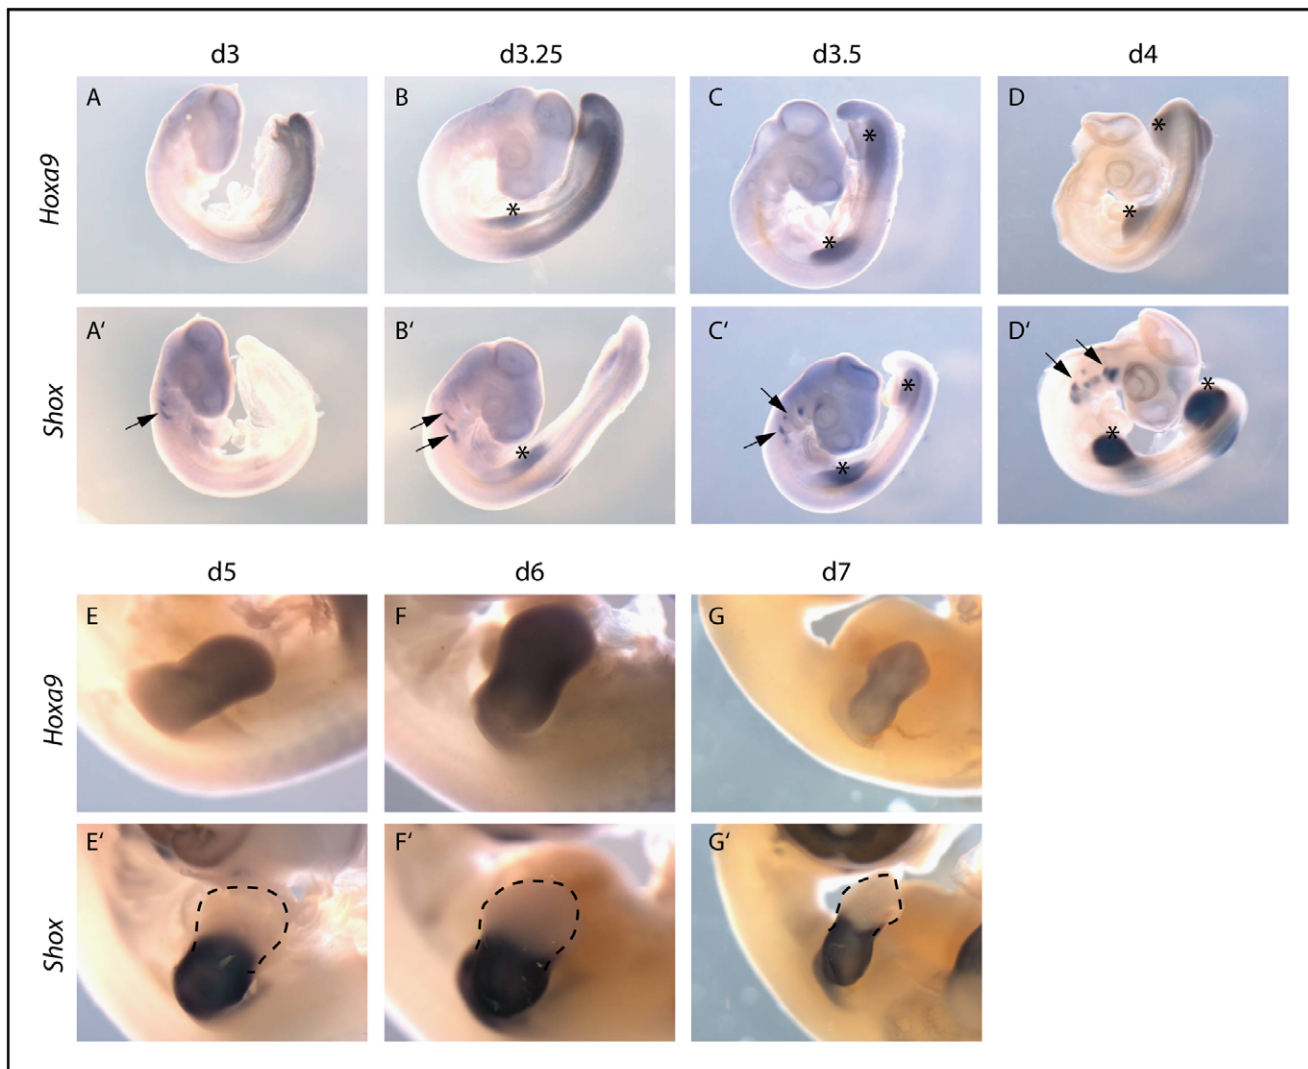 d3 d3.25 d3.5 d4
Hoxa9
A B C D
* * * * *
Shox
A' B' C' D'
* * * * *
d5 d6 d7
Hoxa9
E F G
Shox
E' F' G'